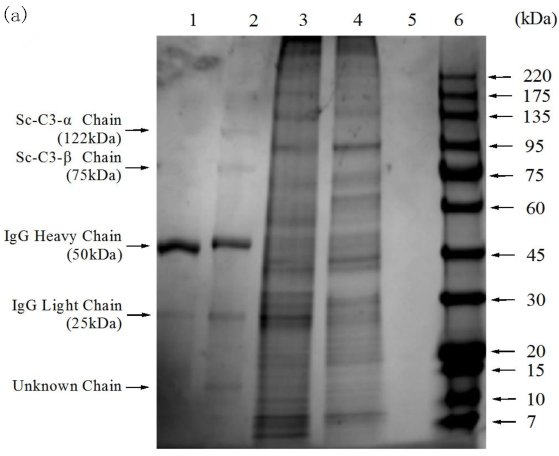 (a)
1 2 3 4 5 6 (kDa)
220
175
Sc-C3-α Chain
(122kDa)
135
95
Sc-C3-β Chain
(75kDa)
75
60
IgG Heavy Chain
(50kDa)
45
30
IgG Light Chain
(25kDa)
20
15
Unknown Chain
10
7